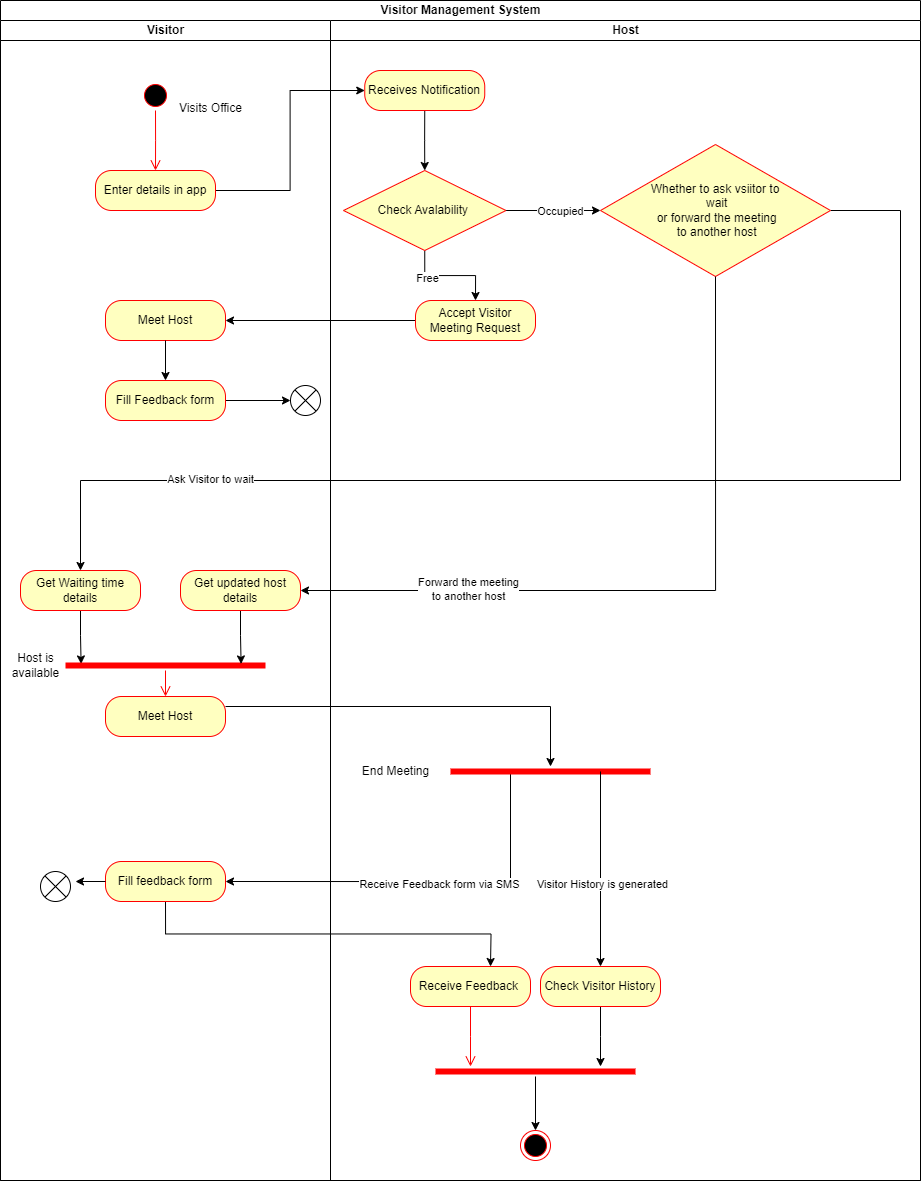 Visitor Management System
Visitor
Host
Visits Office
Receives Notification
Enter details in app
Check Avalability
Occupied
Whether to ask vsiitor to
wait
or forward the meeting
to another host
Free
Meet Host
Accept Visitor
Meeting Request
Fill Feedback form
Ask Visitor to wait
Get Waiting time
details
Get updated host
details
Forward the meeting
to another host
Host is
available
Meet Host
End Meeting
Fill feedback form
Receive Feedback form via SMS
Visitor History is generated
Receive Feedback
Check Visitor History